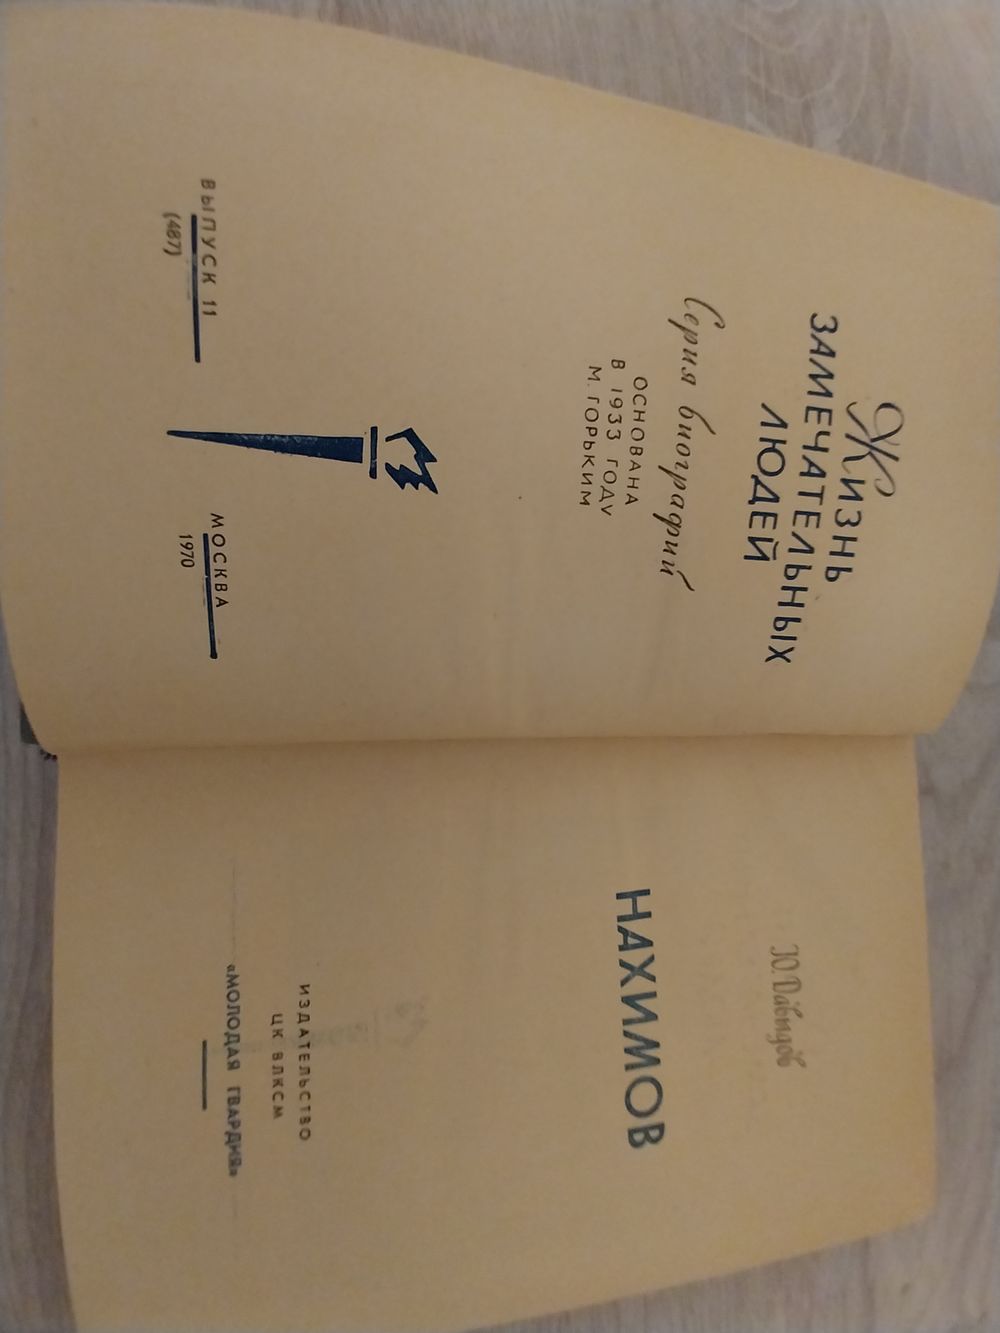 Жизнь
ЗАМЕЧАТЕЛЬНЫХ
ЛЮДЕЙ
Серия биографий
ОСНОВАНА
В 1933 ГОДУ
М. ГОРЬКИМ
ВЫПУСК 11
(487)
МОСКВА
1970
Ю. Давыдов
НАХИМОВ
ИЗДАТЕЛЬСТВО
ЦК ВЛКСМ
«МОЛОДАЯ ГВАРДИЯ»